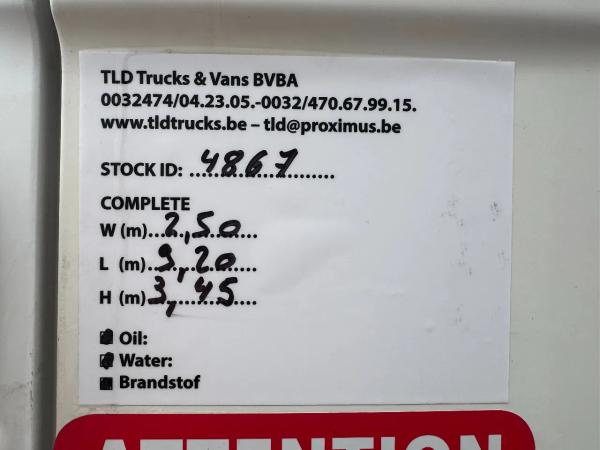 TLD Trucks & Vans BVBA
0032474/04.23.05.-0032/470.67.99.15.
www.tldtrucks.be – tld@proximus.be
STOCK ID: 4867
COMPLETE
W (m) 2,50
L (m) 9,20
H (m) 3,45
Oil:
Water:
Brandstof
ATTENTION